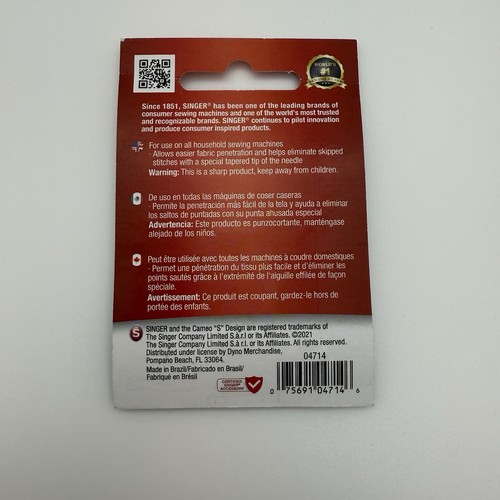 WORLD'S
#1
Since 1851, SINGER® has been one of the leading brands of
consumer sewing machines and one of the world's most trusted
and recognizable brands. SINGER® continues to pilot innovation
and produce consumer inspired products.
For use on all household sewing machines
- Allows easier fabric penetration and helps eliminate skipped
stitches with a special tapered tip of the needle
Warning: This is a sharp product, keep away from children.
De uso en todas las máquinas de coser caseras
- Permite la penetración más fácil de la tela y ayuda a eliminar
los saltos de puntadas con su punta ahusada especial
Advertencia: Este producto es punzocortante, manténgase
alejado de los niños.
Peut être utilisée avec toutes les machines à coudre domestiques
- Permet une pénétration du tissu plus facile et d'éliminer les
points sautés grâce à l'extrémité de l'aiguille effilée de façon
spéciale.
Avertissement: Ce produit est coupant, gardez-le hors de
portée des enfants.
S SINGER and the Cameo "S" Design are registered trademarks of
The Singer Company Limited S.à.r.l or its Affiliates. ©2021
The Singer Company Limited S.à r.l. or its Affiliates. All rights reserved.
Distributed under license by Dyno Merchandise,
Pompano Beach, FL 33064.
Made in Brazil/Fabricado en Brasil/
Fabriqué en Brésil
CERTIFIED
SINGER®
ACCESSORY
04714
0 75691 04714 6